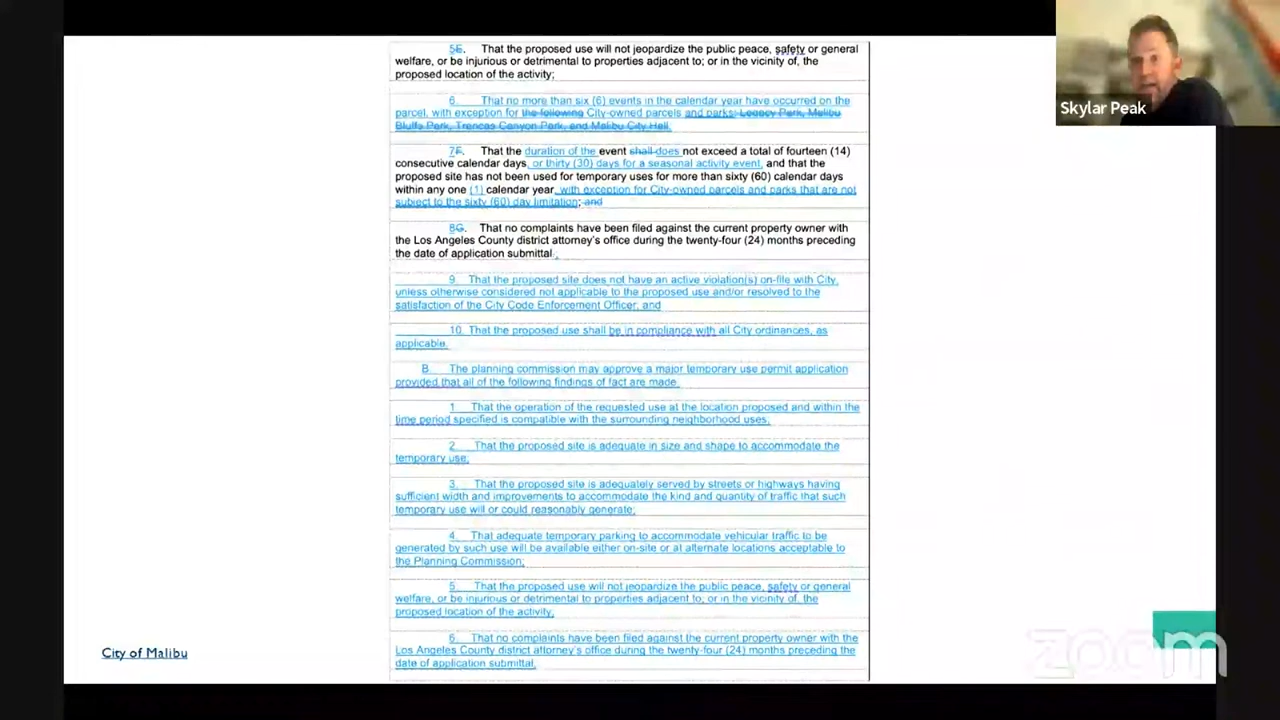 5E. That the proposed use will not jeopardize the public peace, safety or general
welfare, or be injurious or detrimental to properties adjacent to; or in the vicinity of, the
proposed location of the activity;
6. That no more than six (6) events in the calendar year have occurred on the
parcel, with exception for the following City-owned parcels and parks: Legacy Park, Malibu
Bluffs Park, Trancas Canyon Park, and Malibu City Hall.
7F. That the duration of the event shall does not exceed a total of fourteen (14)
consecutive calendar days, or thirty (30) days for a seasonal activity event, and that the
proposed site has not been used for temporary uses for more than sixty (60) calendar days
within any one (1) calendar year, with exception for City-owned parcels and parks that are not
subject to the sixty (60) day limitation; and
8G. That no complaints have been filed against the current property owner with
the Los Angeles County district attorney's office during the twenty-four (24) months preceding
the date of application submittal.;
9. That the proposed site does not have an active violation(s) on-file with City,
unless otherwise considered not applicable to the proposed use and/or resolved to the
satisfaction of the City Code Enforcement Officer; and
10. That the proposed use shall be in compliance with all City ordinances, as
applicable.
B. The planning commission may approve a major temporary use permit application
provided that all of the following findings of fact are made.
1. That the operation of the requested use at the location proposed and within the
time period specified is compatible with the surrounding neighborhood uses;
2. That the proposed site is adequate in size and shape to accommodate the
temporary use;
3. That the proposed site is adequately served by streets or highways having
sufficient width and improvements to accommodate the kind and quantity of traffic that such
temporary use will or could reasonably generate;
4. That adequate temporary parking to accommodate vehicular traffic to be
generated by such use will be available either on-site or at alternate locations acceptable to
the Planning Commission;
5. That the proposed use will not jeopardize the public peace, safety or general
welfare, or be injurious or detrimental to properties adjacent to; or in the vicinity of, the
proposed location of the activity;
6. That no complaints have been filed against the current property owner with the
Los Angeles County district attorney's office during the twenty-four (24) months preceding the
date of application submittal;
Skylar Peak
City of Malibu
zoom